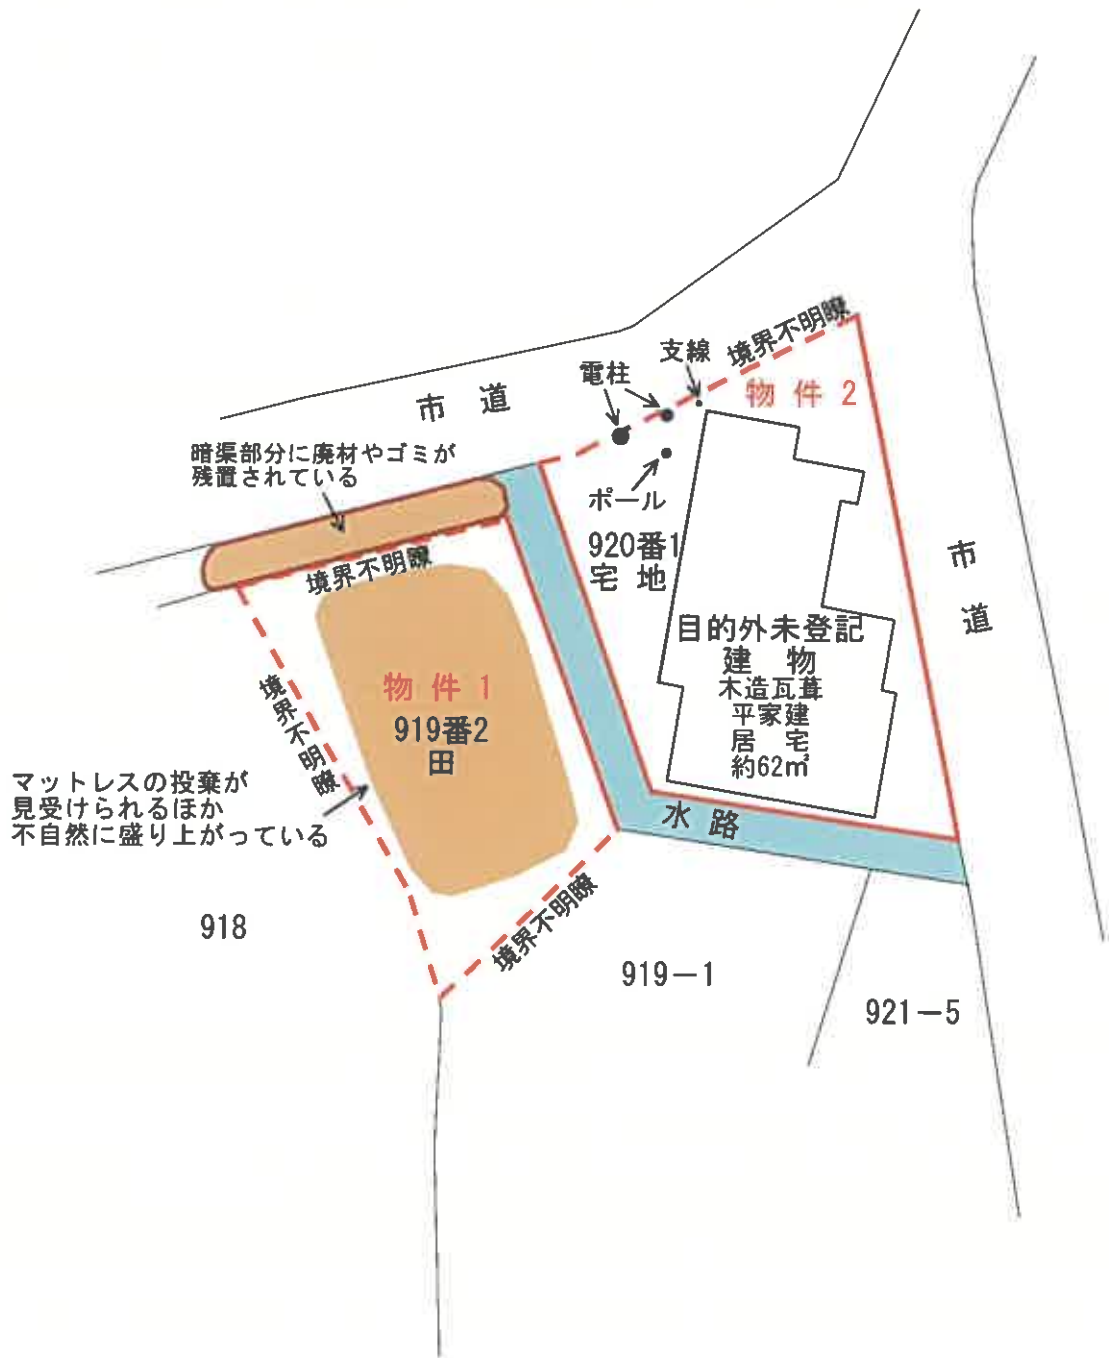 境界不明瞭
支線
電柱
物件2
市道
暗渠部分に廃材やゴミが
残置されている
ポール
920番1
宅地
境界不明瞭
市
道
目的外未登記
建物
木造瓦葺
平家建
居宅
約62㎡
物件1
919番2
田
境界不明瞭
マットレスの投棄が
見受けられるほか
不自然に盛り上がっている
水路
境界不明瞭
918
919-1
921-5